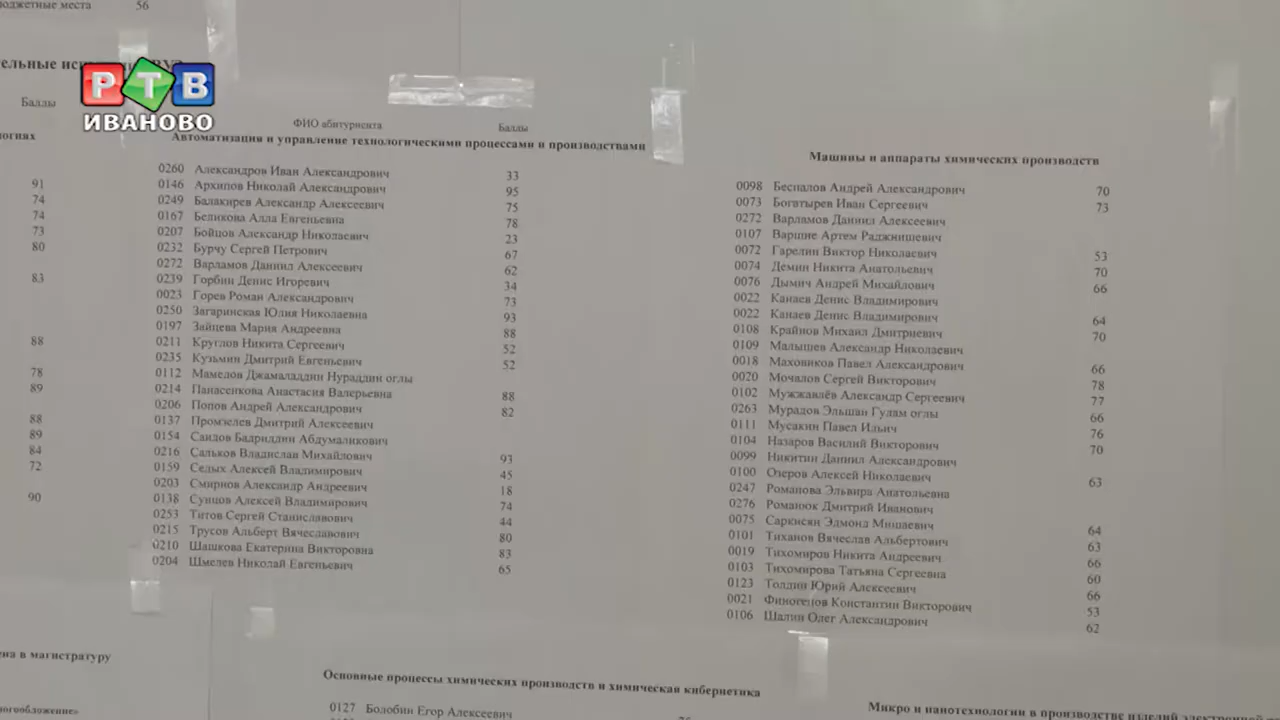 юджетные места 56
РТВ
ИВАНОВО
Баллы
91
74
74
73
80
83
88
78
89
88
89
84
72
90
ФИО абитуриента Баллы
Автоматизация и управление технологическими процессами и производствами
0260 Александров Иван Александрович 33
0146 Архипов Николай Александрович 95
0249 Балакирев Александр Алексеевич 75
0167 Беликова Алла Евгеньевна 78
0207 Бойцов Александр Николаевич 23
0232 Бурчу Сергей Петрович 67
0272 Варламов Даниил Алексеевич 62
0239 Горбин Денис Игоревич 34
0023 Горев Роман Александрович 73
0250 Загаринская Юлия Николаевна 93
0197 Зайцева Мария Андреевна 88
0211 Круглов Никита Сергеевич 52
0235 Кузьмин Дмитрий Евгеньевич 52
0112 Мамедов Джамаладдин Нураддин оглы
0214 Панасенкова Анастасия Валерьевна 88
0206 Попов Андрей Александрович 82
0137 Промзелев Дмитрий Алексеевич
0154 Саидов Бадриддин Абдумаликович
0216 Сальков Владислав Михайлович 93
0159 Седых Алексей Владимирович 45
0203 Смирнов Александр Андреевич 18
0138 Сунцов Алексей Владимирович 74
0253 Титов Сергей Станиславович 44
0215 Трусов Альберт Вячеславович 80
0210 Шашкова Екатерина Викторовна 83
0204 Шмелев Николай Евгеньевич 65
Машины и аппараты химических производств
0098 Беспалов Андрей Александрович 70
0073 Богатырев Иван Сергеевич 73
0272 Варламов Даниил Алексеевич
0107 Варшие Артем Раджнишевич
0072 Гарелин Виктор Николаевич 53
0074 Демин Никита Анатольевич 70
0076 Дымич Андрей Михайлович 66
0022 Канаев Денис Владимирович
0022 Канаев Денис Владимирович 64
0108 Крайнов Михаил Дмитриевич 70
0109 Малышев Александр Николаевич
0018 Маховиков Павел Александрович 66
0020 Мочалов Сергей Викторович 78
0102 Мужжавлёв Александр Сергеевич 77
0263 Мурадов Эльшан Гулам оглы 66
0111 Мусакин Павел Ильич 76
0104 Назаров Василий Викторович 70
0099 Никитин Даниил Александрович
0100 Озеров Алексей Николаевич 63
0247 Романова Эльвира Анатольевна
0276 Романюк Дмитрий Иванович
0075 Саркисян Эдмонд Мишаевич 64
0101 Тиханов Вячеслав Альбертович 63
0019 Тихомиров Никита Андреевич 66
0103 Тихомирова Татьяна Сергеевна 60
0123 Толдин Юрий Алексеевич 66
0021 Финогенов Константин Викторович 53
0106 Шалин Олег Александрович 62
ена в магистратуру
ногообложение»
Основные процессы химических производств и химическая кибернетика
0127 Болобин Егор Алексеевич
Микро и нанотехнологии в производстве изделий электронной